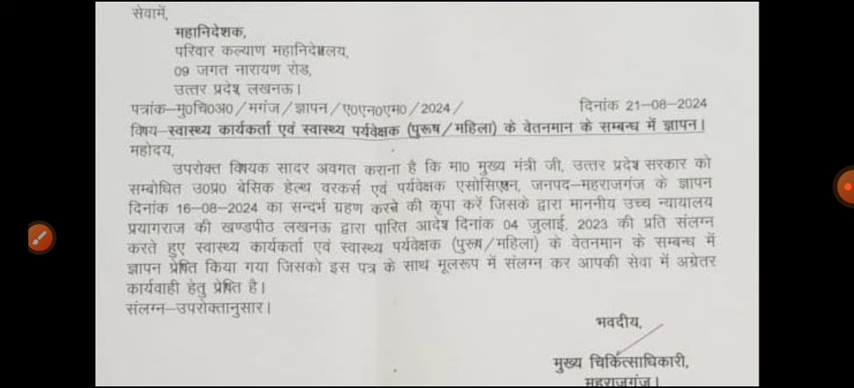 सेवामें,
महानिदेशक,
परिवार कल्याण महानिदेशालय,
09 जगत नारायण रोड,
उत्तर प्रदेश लखनऊ।
पत्रांक–मु0चि0अ0/मगंज/ज्ञापन/ए0एन0एम0/2024/ दिनांक 21-08-2024
विषय–स्वास्थ्य कार्यकर्ता एवं स्वास्थ्य पर्यवेक्षक (पुरूष/महिला) के वेतनमान के सम्बन्ध में ज्ञापन।
महोदय,
उपरोक्त विषयक सादर अवगत कराना है कि मा0 मुख्य मंत्री जी, उत्तर प्रदेश सरकार को
सम्बोधित उ0प्र0 बेसिक हेल्थ वरकर्स एवं पर्यवेक्षक एसोसिएशन, जनपद–महराजगंज के ज्ञापन
दिनांक 16-08-2024 का सन्दर्भ ग्रहण करने की कृपा करें जिसके द्वारा माननीय उच्च न्यायालय
प्रयागराज की खण्डपीठ लखनऊ द्वारा पारित आदेश दिनांक 04 जुलाई, 2023 की प्रति संलग्न
करते हुए स्वास्थ्य कार्यकर्ता एवं स्वास्थ्य पर्यवेक्षक (पुरूष/महिला) के वेतनमान के सम्बन्ध में
ज्ञापन प्रेषित किया गया जिसको इस पत्र के साथ मूलरूप में संलग्न कर आपकी सेवा में अग्रेतर
कार्यवाही हेतु प्रेषित है।
संलग्न–उपरोक्तानुसार।
भवदीय,
मुख्य चिकित्साधिकारी,
महराजगंज।